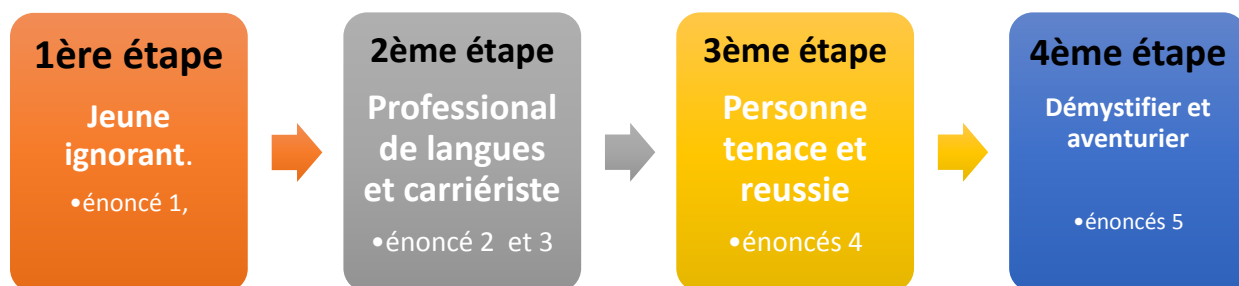 1ère étape
Jeune
ignorant.
•énoncé 1,
2ème étape
Professional
de langues
et carriériste
•énoncé 2 et 3
3ème étape
Personne
tenace et
reussie
•énoncés 4
4ème étape
Démystifier et
aventurier
•énoncés 5